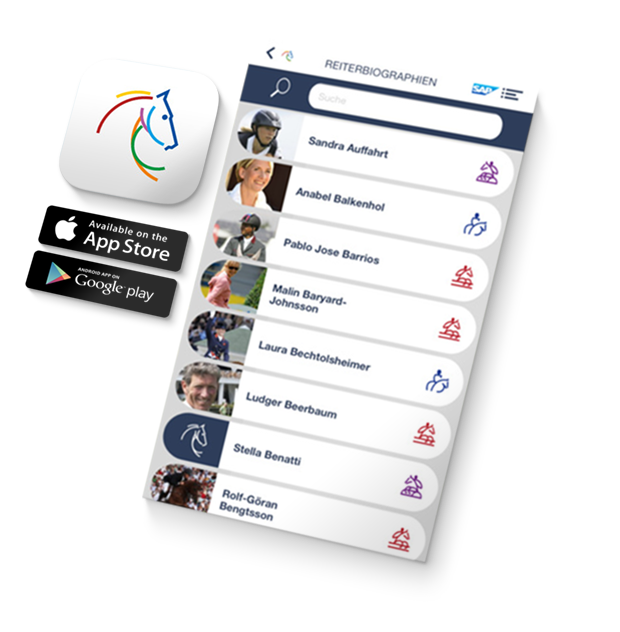 REITERBIOGRAPHIEN
SAP
Suche
Sandra Auffahrt
Anabel Balkenhol
Pablo Jose Barrios
Malin Baryard-
Johnsson
Laura Bechtolsheimer
Ludger Beerbaum
Stella Benatti
Rolf-Göran
Bengtsson
Available on the
App Store
ANDROID APP ON
Google play